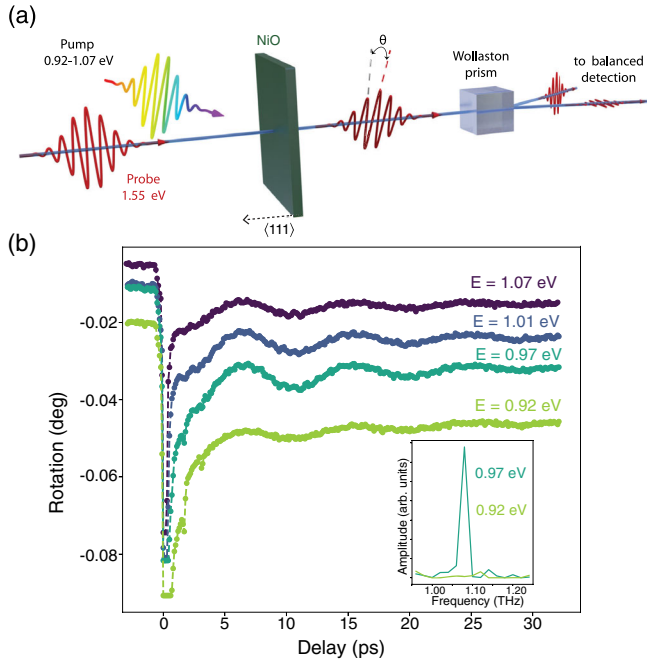 (a)
Pump
0.92-1.07 eV
NiO
θ
Wollaston
prism
to balanced
detection
Probe
1.55 eV
⟨111⟩
(b)
E = 1.07 eV
E = 1.01 eV
E = 0.97 eV
E = 0.92 eV
-0.02
-0.04
-0.06
-0.08
Rotation (deg)
0.97 eV
0.92 eV
Amplitude (arb. units)
1.00
1.10
1.20
Frequency (THz)
0
5
10
15
20
25
30
Delay (ps)